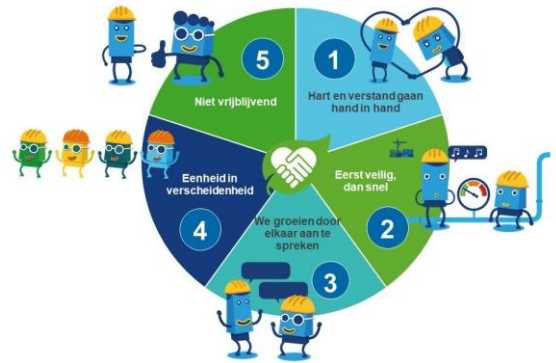 1
Hart en verstand gaan
hand in hand
Eerst veilig,
dan snel
2
We groeien door
elkaar aan te
spreken
3
Eenheid in
verscheidenheid
4
5
Niet vrijblijvend